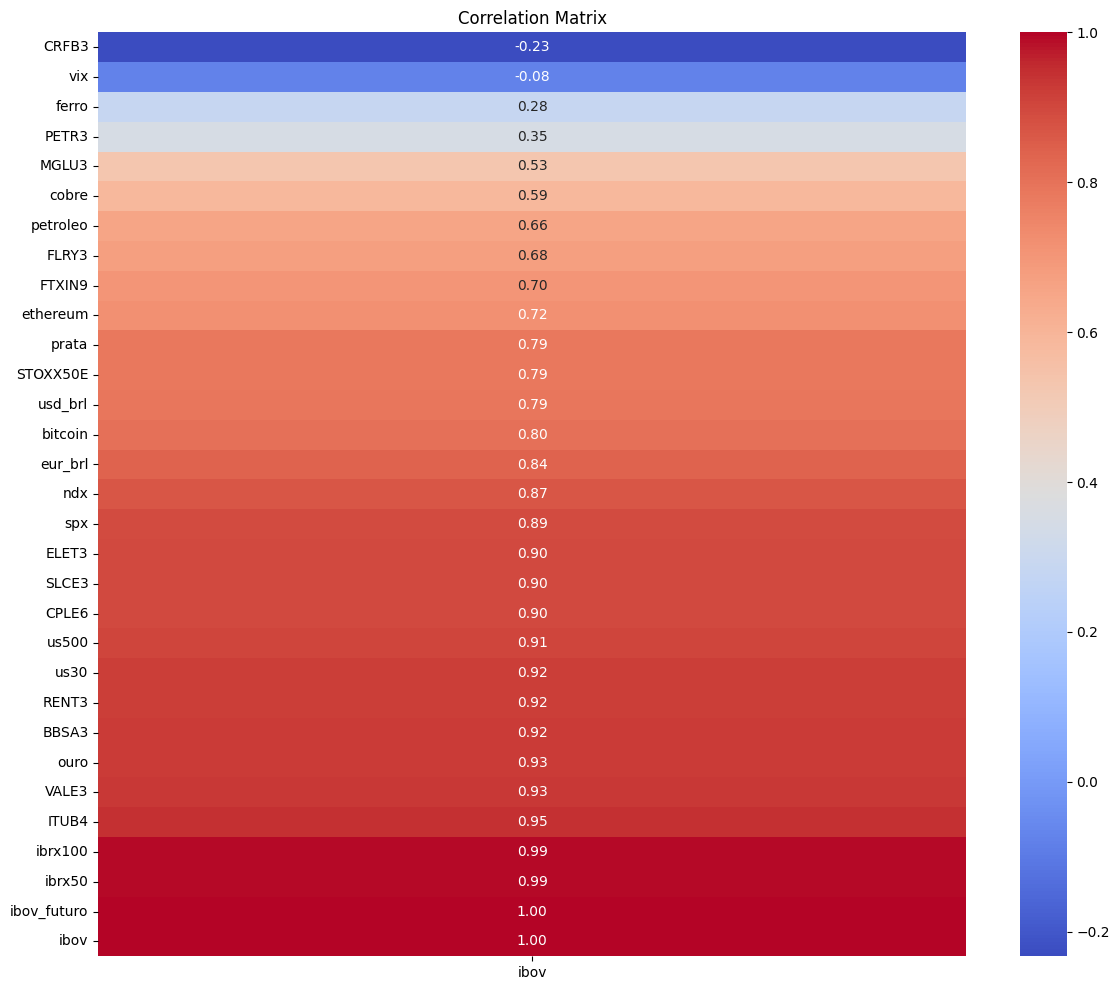 Correlation Matrix
CRFB3 -0.23
vix -0.08
ferro 0.28
PETR3 0.35
MGLU3 0.53
cobre 0.59
petroleo 0.66
FLRY3 0.68
FTXIN9 0.70
ethereum 0.72
prata 0.79
STOXX50E 0.79
usd_brl 0.79
bitcoin 0.80
eur_brl 0.84
ndx 0.87
spx 0.89
ELET3 0.90
SLCE3 0.90
CPLE6 0.90
us500 0.91
us30 0.92
RENT3 0.92
BBSA3 0.92
ouro 0.93
VALE3 0.93
ITUB4 0.95
ibrx100 0.99
ibrx50 0.99
ibov_futuro 1.00
ibov 1.00
ibov
1.0
0.8
0.6
0.4
0.2
0.0
−0.2